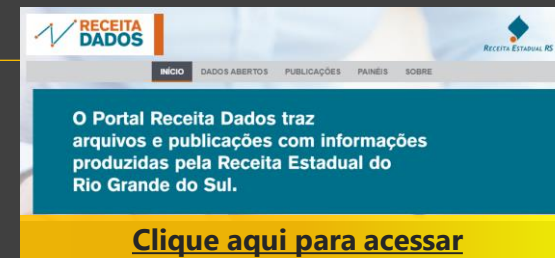 RECEITA
DADOS
RECEITA ESTADUAL RS
INÍCIO DADOS ABERTOS PUBLICAÇÕES PAINÉIS SOBRE
O Portal Receita Dados traz
arquivos e publicações com informações
produzidas pela Receita Estadual do
Rio Grande do Sul.
Clique aqui para acessar